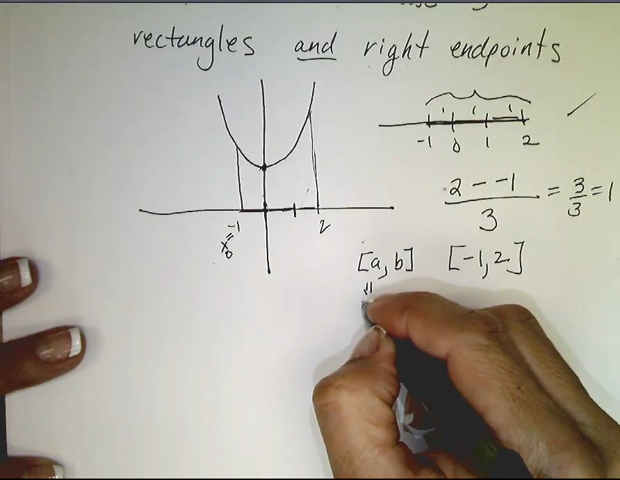 rectangles and right endpoints
-1 0 1 2
2 - -1 / 3 = 3/3 = 1
-1 2
x₀
[a, b] [-1, 2]